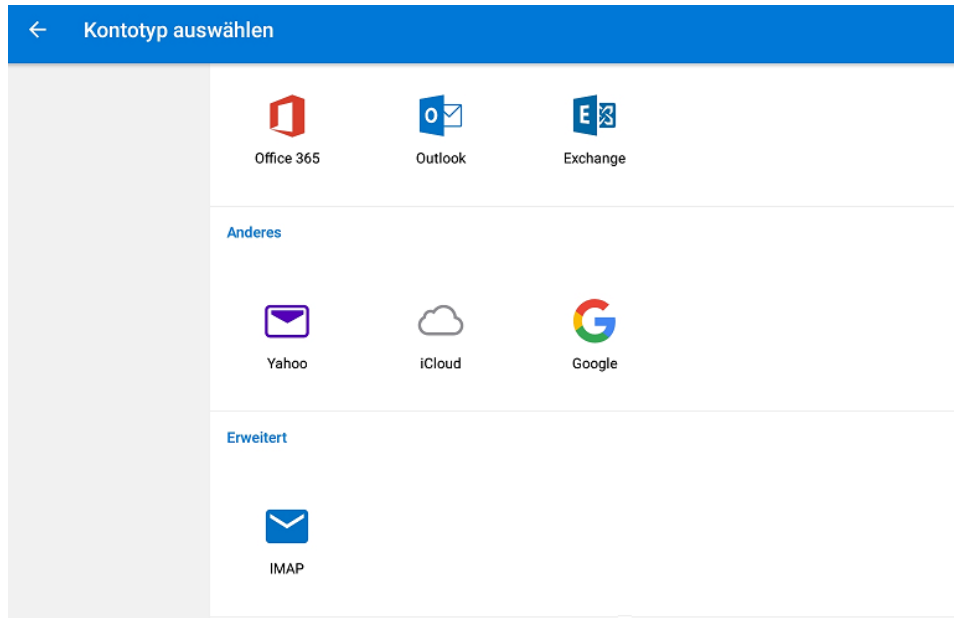 Kontotyp auswählen
Office 365
O
Outlook
E
Exchange
Anderes
Yahoo
iCloud
G
Google
Erweitert
IMAP